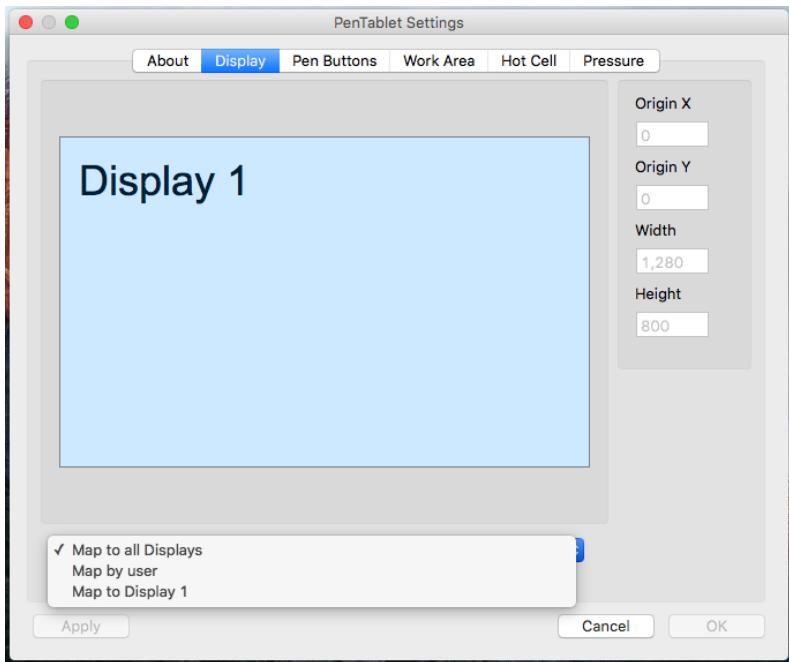 PenTablet Settings
About Display Pen Buttons Work Area Hot Cell Pressure
Display 1
Origin X
0
Origin Y
0
Width
1,280
Height
800
✓ Map to all Displays
Map by user
Map to Display 1
Apply Cancel OK